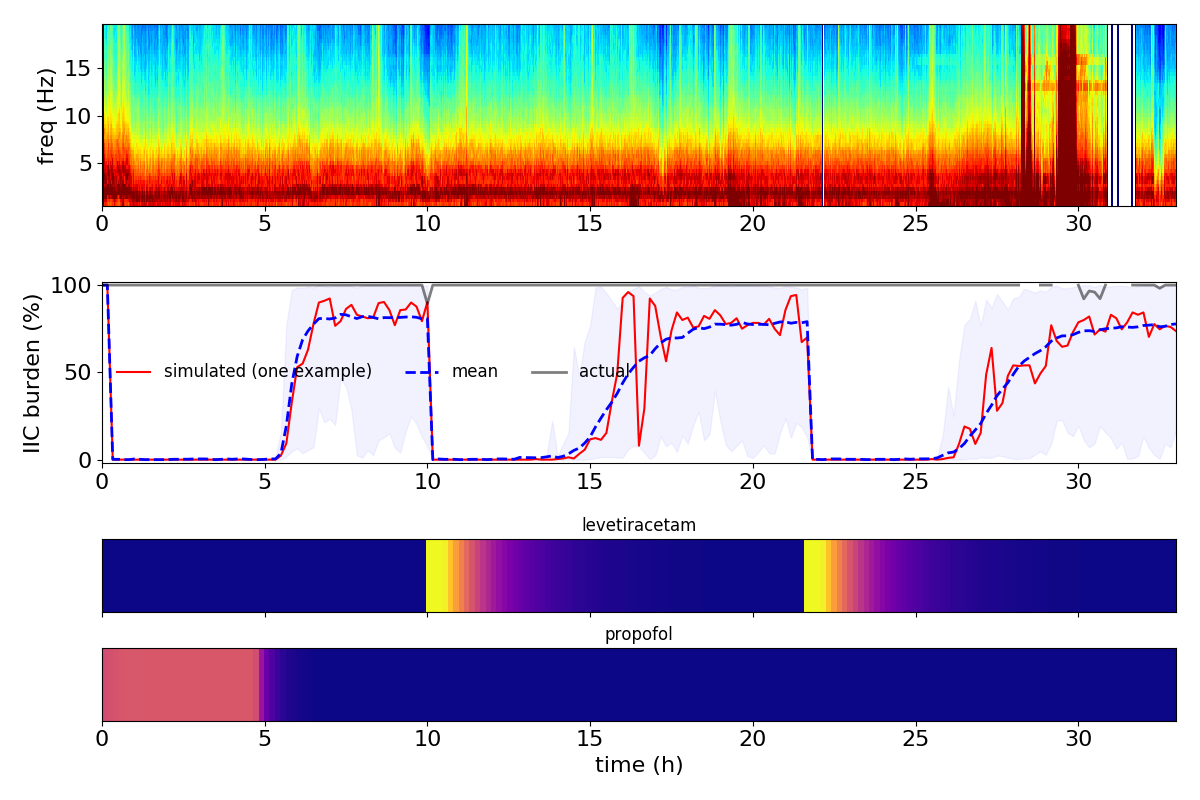 freq (Hz)
15
10
5
0 5 10 15 20 25 30
IIC burden (%)
100
50
0
simulated (one example) mean actual
0 5 10 15 20 25 30
levetiracetam
propofol
0 5 10 15 20 25 30
time (h)